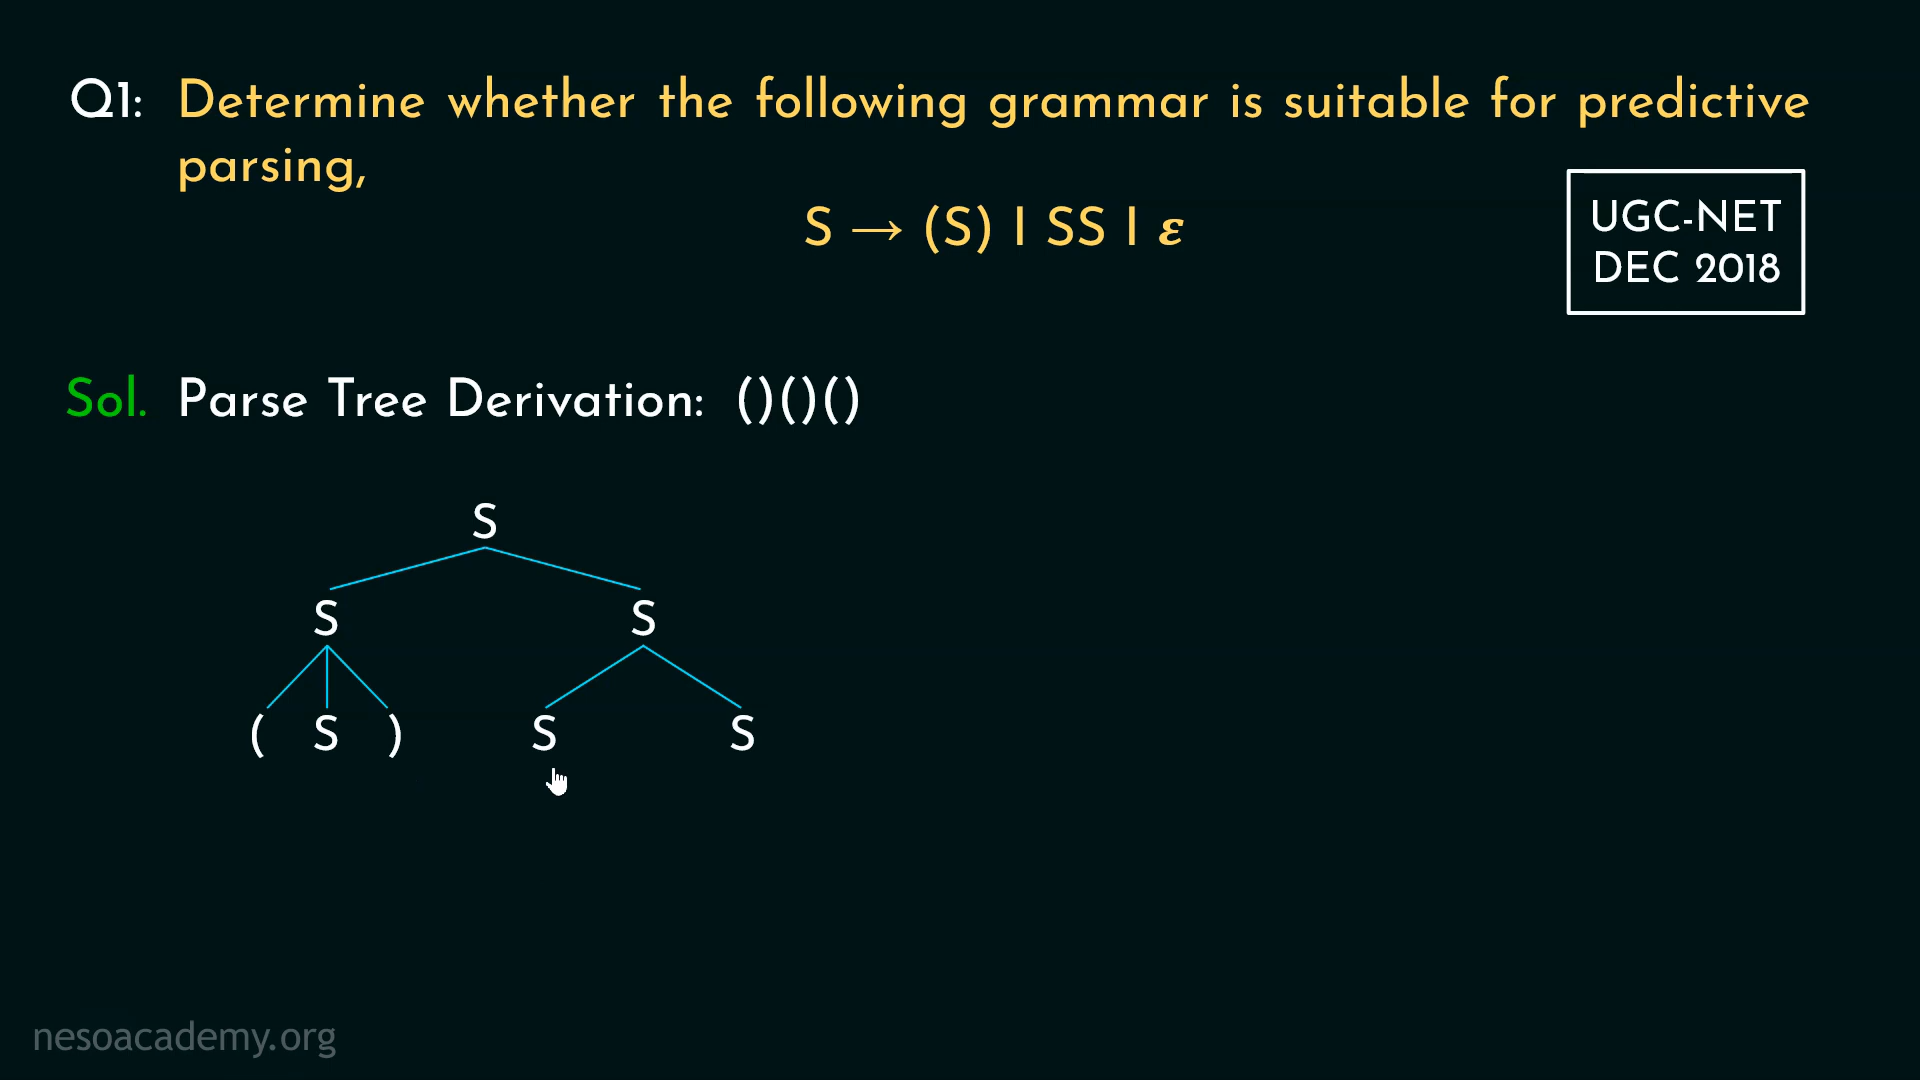 Q1: Determine whether the following grammar is suitable for predictive
parsing,
S → (S) | SS | ε
UGC-NET
DEC 2018
Sol. Parse Tree Derivation: ()()()
S
S S
( S ) S S
nesoacademy.org